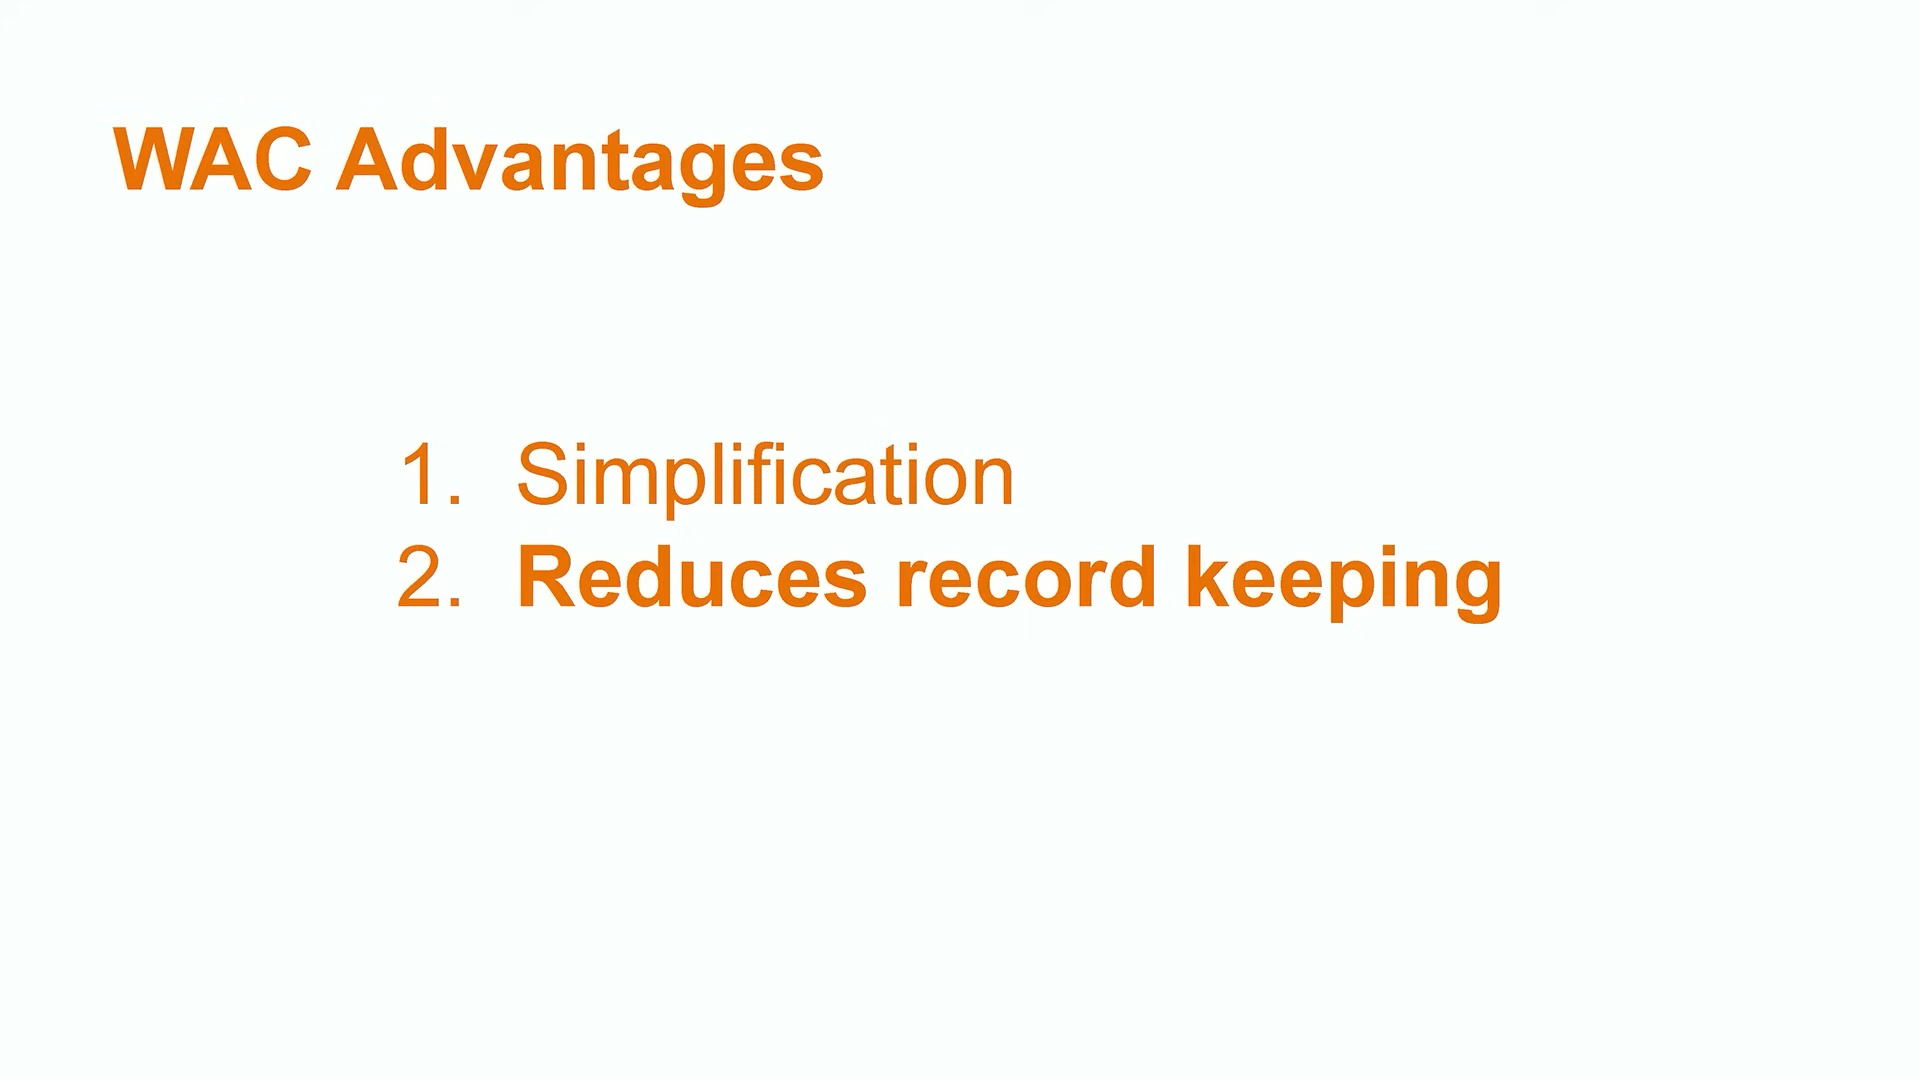 WAC Advantages
1. Simplification
2. Reduces record keeping